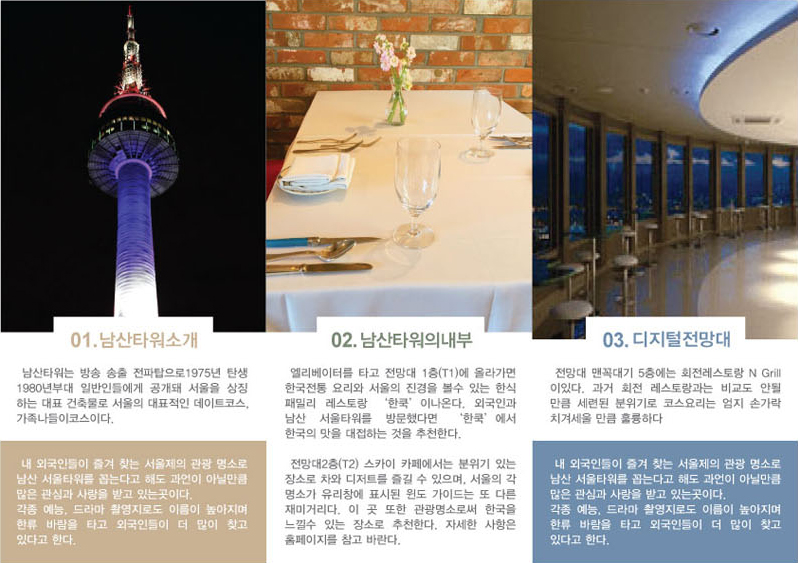 01.남산타워소개
남산타워는 방송 송출 전파탑으로1975년 탄생
1980년부대 일반인들에게 공개돼 서울을 상징
하는 대표 건축물로 서울의 대표적인 데이트코스,
가족나들이코스이다.
내 외국인들이 즐겨 찾는 서울제의 관광 명소로
남산 서울타워를 꼽는다고 해도 과언이 아닐만큼
많은 관심과 사랑을 받고 있는곳이다.
각종 예능, 드라마 촬영지로도 이름이 높아지며
한류 바람을 타고 외국인들이 더 많이 찾고
있다고 한다.
02.남산타워의내부
엘리베이터를 타고 전망대 1층(T1)에 올라가면
한국전통 요리와 서울의 진경을 볼수 있는 한식
패밀리 레스토랑 '한쿡' 이나온다. 외국인과
남산 서울타워를 방문했다면 '한쿡' 에서
한국의 맛을 대접하는 것을 추천한다.
전망대2층(T2) 스카이 카페에서는 분위기 있는
장소로 차와 디저트를 즐길 수 있으며, 서울의 각
명소가 유리창에 표시된 윈도 가이드는 또 다른
재미거리다. 이 곳 또한 관광명소로써 한국을
느낄수 있는 장소로 추천한다. 자세한 사항은
홈페이지를 참고 바란다.
03. 디지털전망대
전망대 맨꼭대기 5층에는 회전레스토랑 N Grill
이있다. 과거 회전 레스토랑과는 비교도 안될
만큼 세련된 분위기로 코스요리는 엄지 손가락
치겨세울 만큼 훌륭하다
내 외국인들이 즐겨 찾는 서울제의 관광 명소로
남산 서울타워를 꼽는다고 해도 과언이 아닐만큼
많은 관심과 사랑을 받고 있는곳이다.
각종 예능, 드라마 촬영지로도 이름이 높아지며
한류 바람을 타고 외국인들이 더 많이 찾고
있다고 한다.